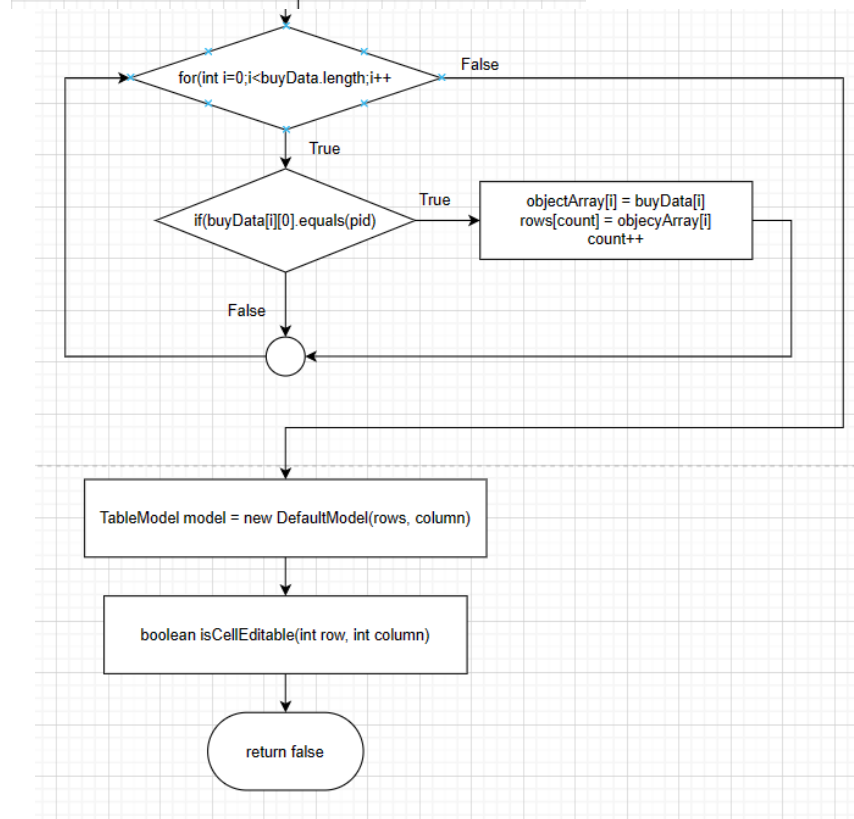 for(int i=0;i<buyData.length;i++
False
True
if(buyData[i][0].equals(pid)
True
objectArray[i] = buyData[i]
rows[count] = objecyArray[i]
count++
False
TableModel model = new DefaultModel(rows, column)
boolean isCellEditable(int row, int column)
return false